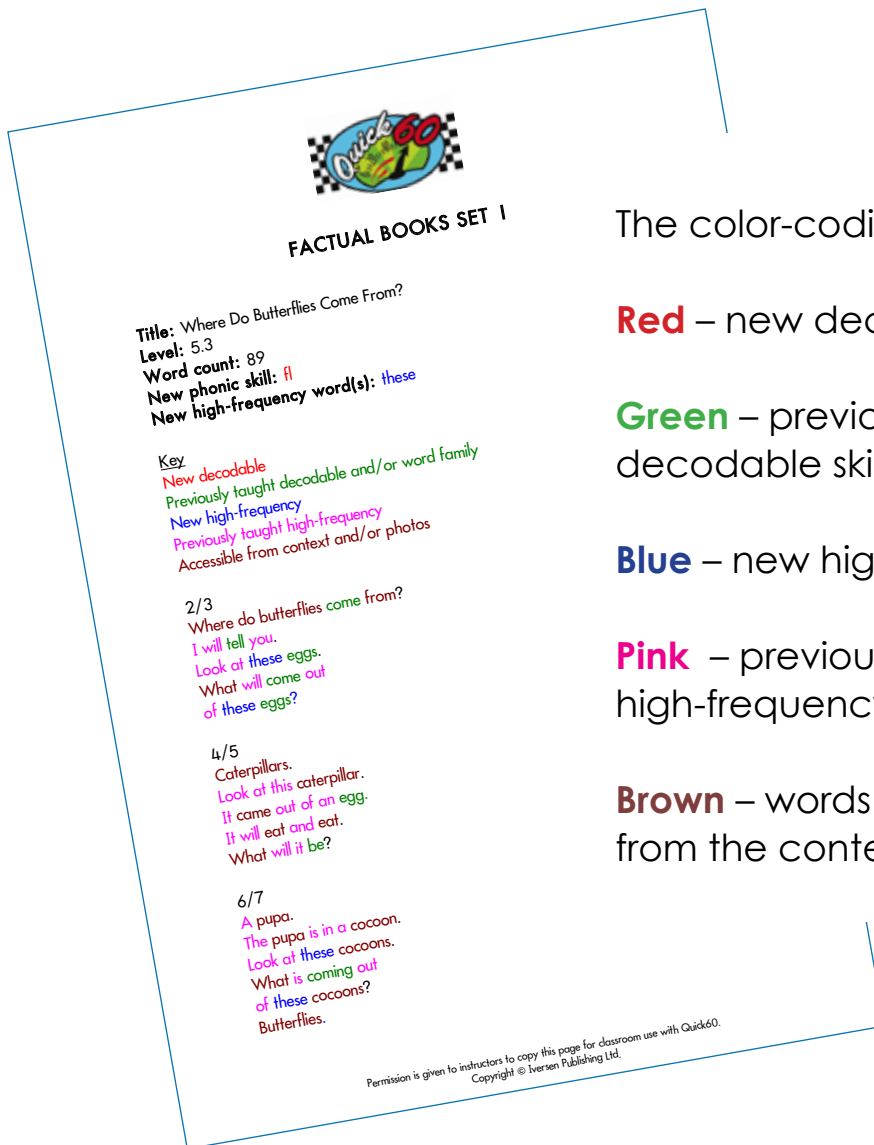 Quick60
FACTUAL BOOKS SET 1
Title: Where Do Butterflies Come From?
Level: 5.3
Word count: 89
New phonic skill: fl
New high-frequency word(s): these
Key
New decodable
Previously taught decodable and/or word family
New high-frequency
Previously taught high-frequency
Accessible from context and/or photos
2/3
Where do butterflies come from?
I will tell you.
Look at these eggs.
What will come out
of these eggs?
4/5
Caterpillars.
Look at this caterpillar.
It came out of an egg.
It will eat and eat.
What will it be?
6/7
A pupa.
The pupa is in a cocoon.
Look at these cocoons.
What is coming out
of these cocoons?
Butterflies.
Permission is given to instructors to copy this page for classroom use with Quick60.
Copyright © Iversen Publishing Ltd.
The color-codi
Red – new dec
Green – previo
decodable ski
Blue – new hig
Pink – previou
high-frequency
Brown – words
from the conte